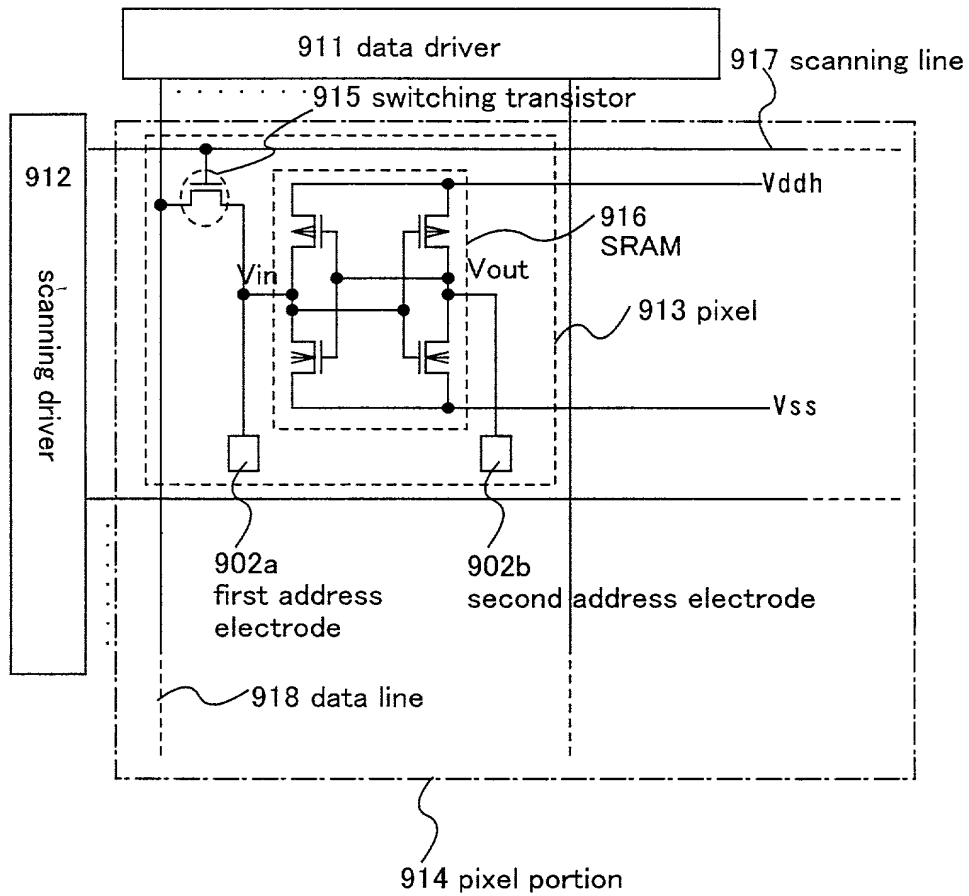 911 data driver
917 scanning line
915 switching transistor
912
scanning driver
Vddh
916
SRAM
Vin
Vout
913 pixel
Vss
902a
first address
electrode
902b
second address electrode
918 data line
914 pixel portion